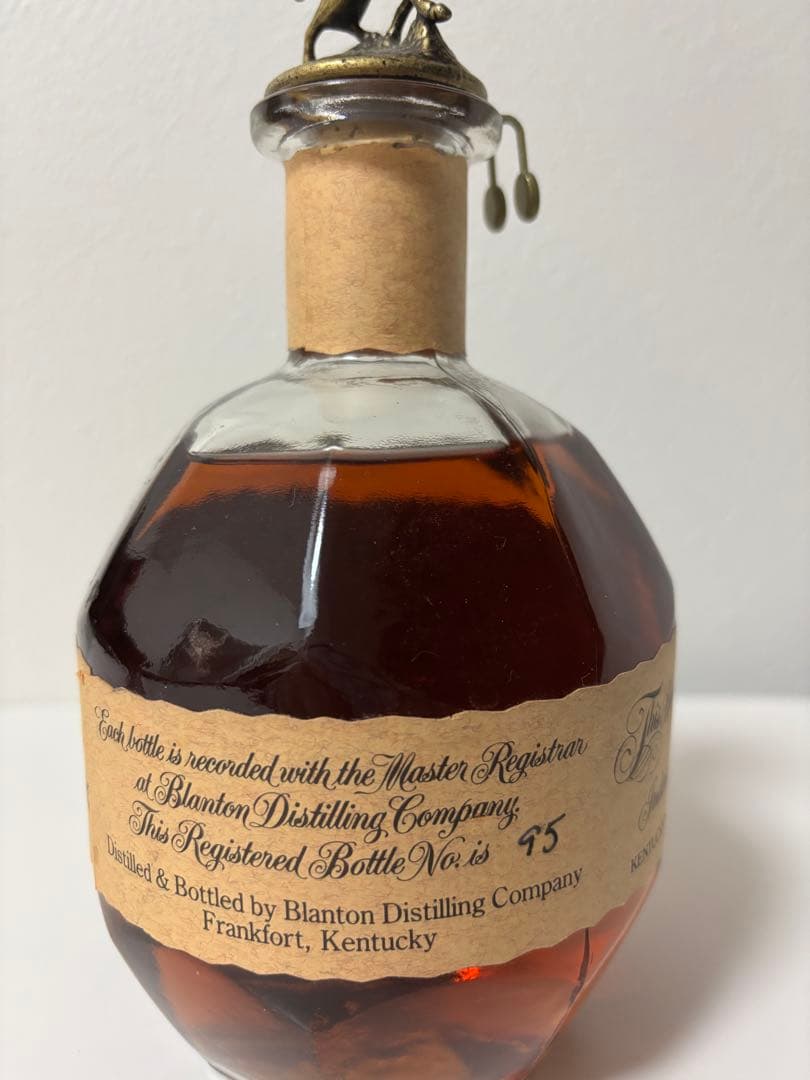 Each bottle is recorded with the Master Registrar
at Blanton Distilling Company.
This Registered Bottle No. is 95
Distilled & Bottled by Blanton Distilling Company
Frankfort, Kentucky
This